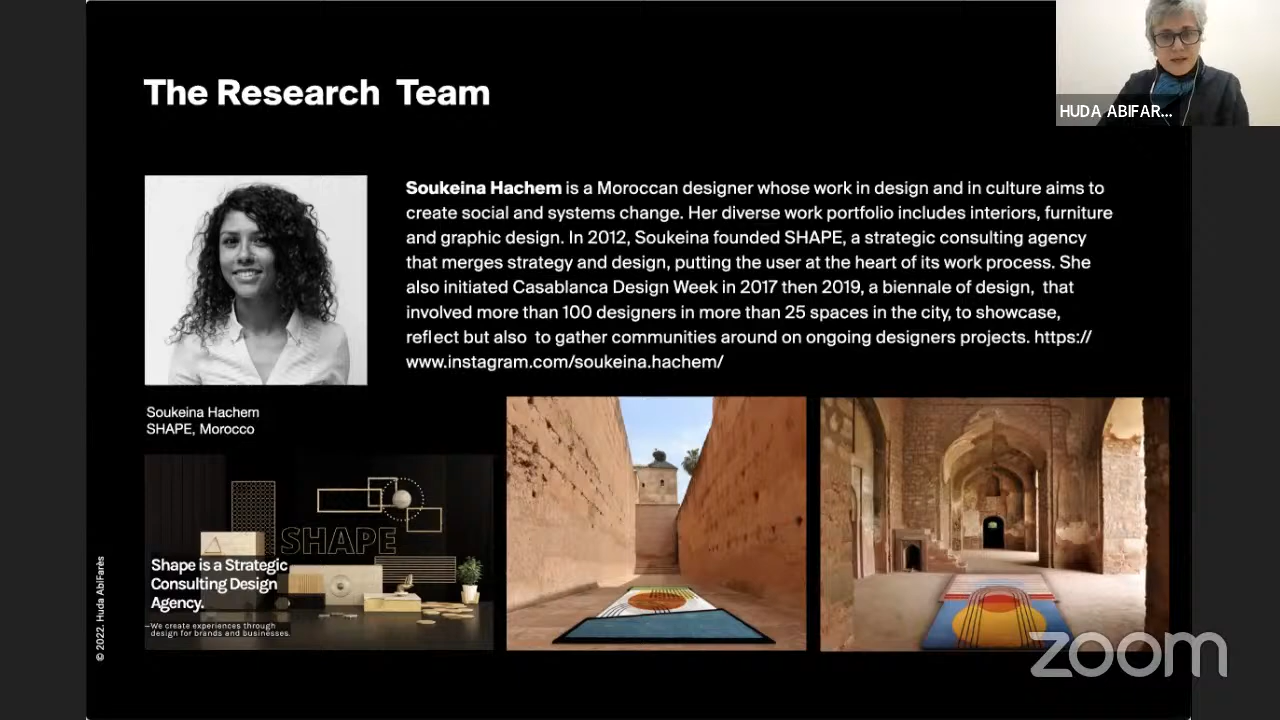 The Research Team
HUDA ABIFAR...
Soukeina Hachem is a Moroccan designer whose work in design and in culture aims to
create social and systems change. Her diverse work portfolio includes interiors, furniture
and graphic design. In 2012, Soukeina founded SHAPE, a strategic consulting agency
that merges strategy and design, putting the user at the heart of its work process. She
also initiated Casablanca Design Week in 2017 then 2019, a biennale of design, that
involved more than 100 designers in more than 25 spaces in the city, to showcase,
reflect but also to gather communities around on ongoing designers projects. https://
www.instagram.com/soukeina.hachem/
Soukeina Hachem
SHAPE, Morocco
SHAPE
Shape is a Strategic
Consulting Design
Agency.
—We create experiences through
design for brands and businesses.
© 2022. Huda AbiFarès
zoom